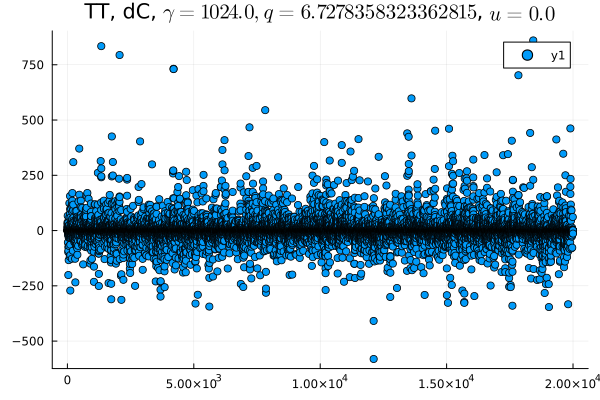 TT, dC, γ = 1024.0, q = 6.7278358323362815, u = 0.0
y1
750
500
250
0
−250
−500
0 5.00×10³ 1.00×10⁴ 1.50×10⁴ 2.00×10⁴